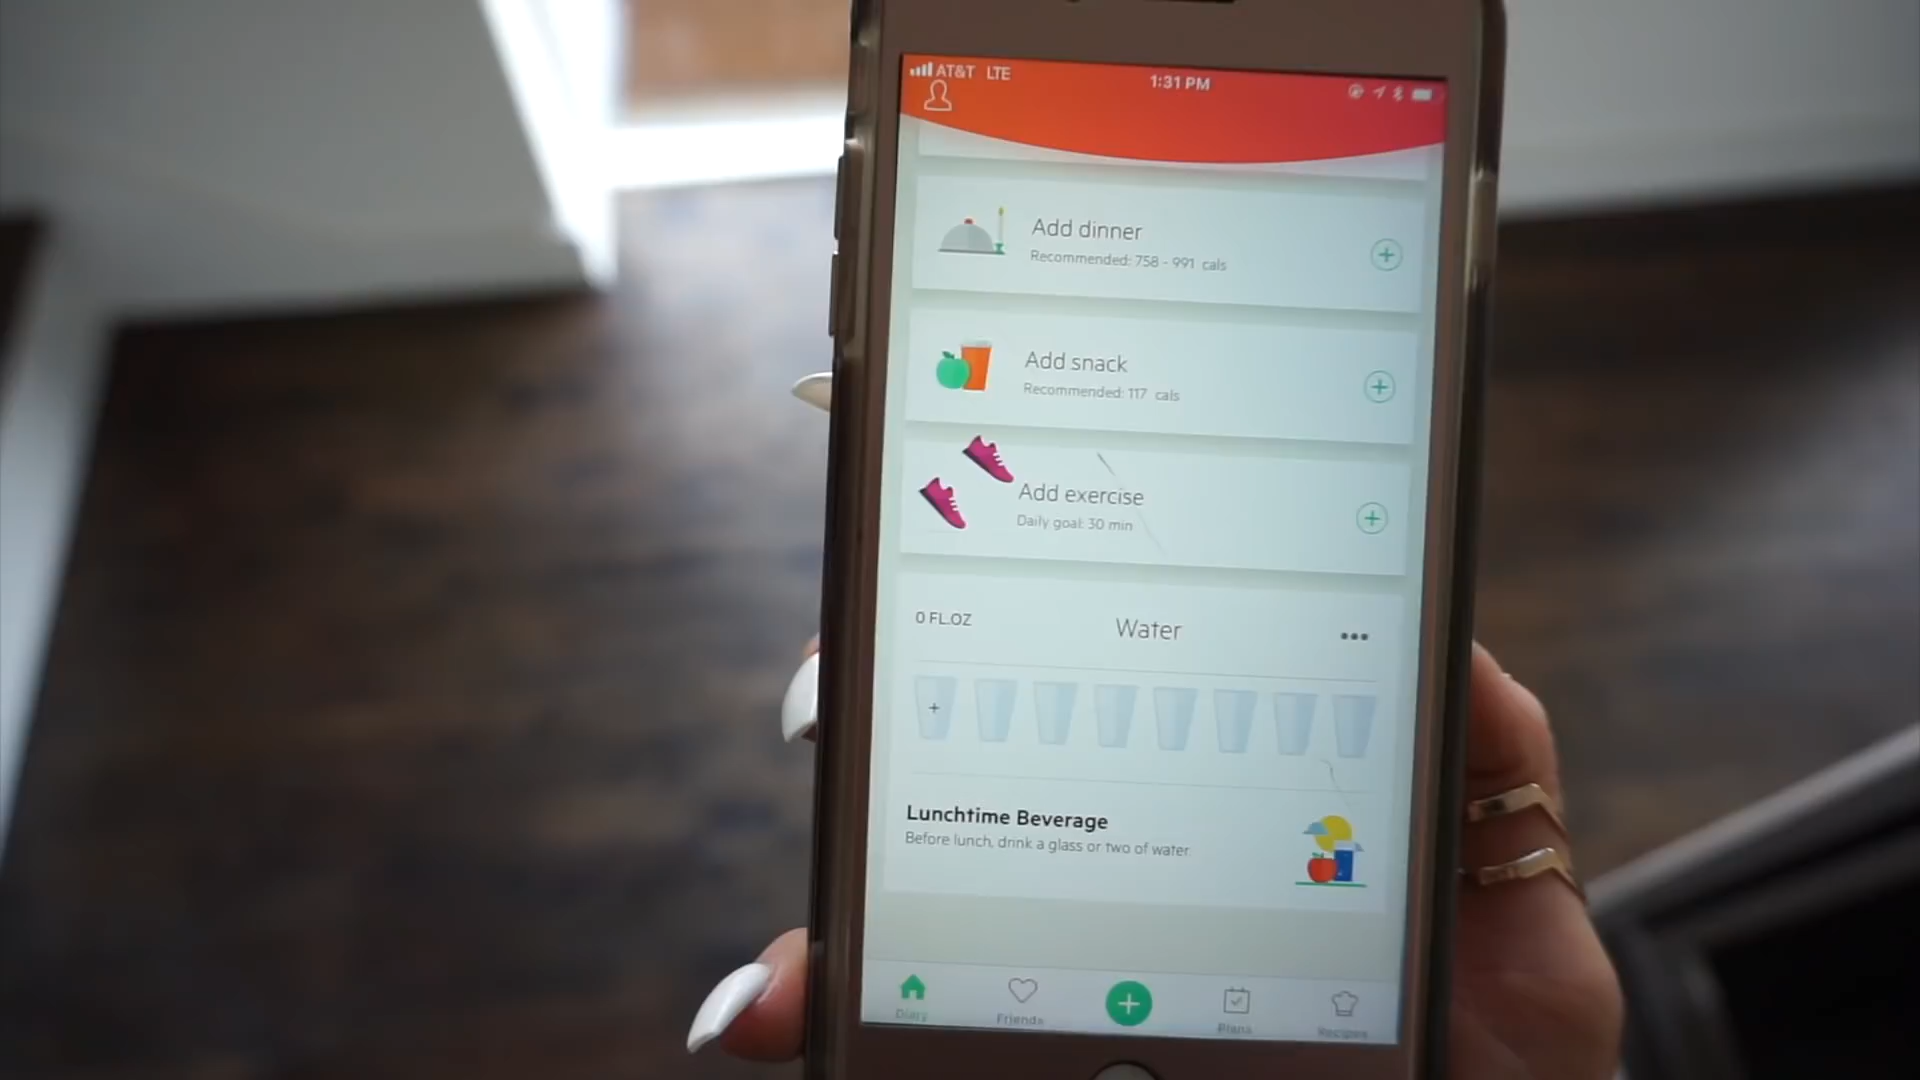 AT&T LTE 1:31 PM
Add dinner
Recommended: 758 - 991 cals
Add snack
Recommended: 117 cals
Add exercise
Daily goal: 30 min
0 FL.OZ Water
Lunchtime Beverage
Before lunch, drink a glass or two of water
Diary Friends Plans Recipes